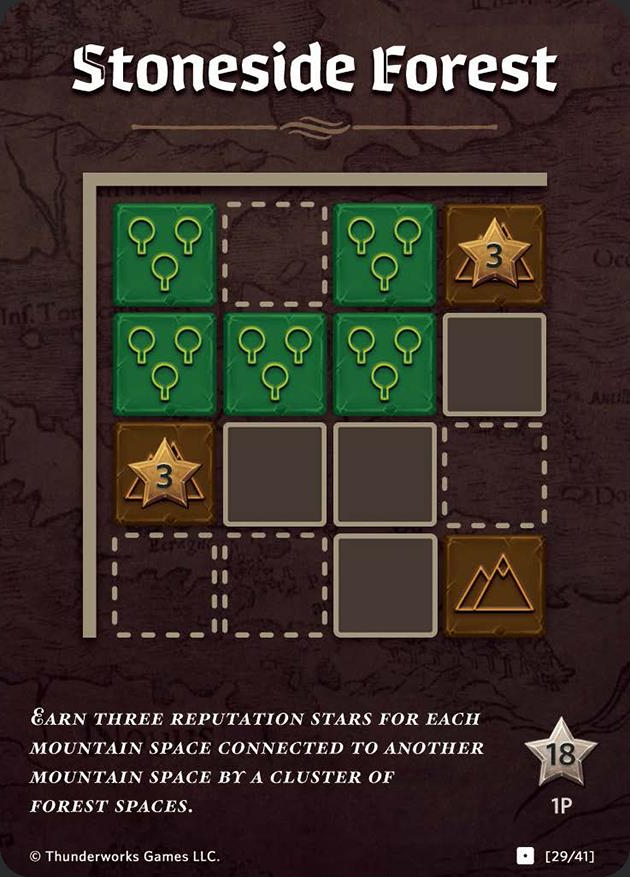 Stoneside Forest
3
3
Earn three reputation stars for each
mountain space connected to another
mountain space by a cluster of
forest spaces.
18
1P
© Thunderworks Games LLC.
[29/41]